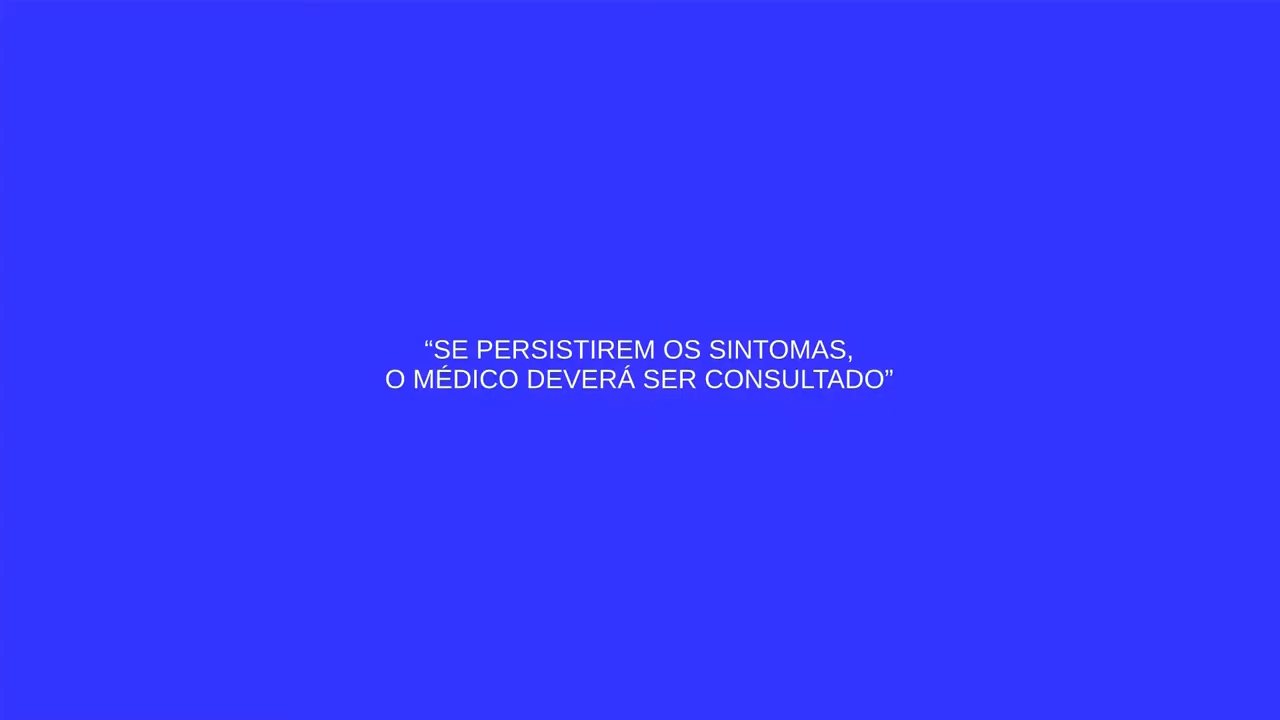 “SE PERSISTIREM OS SINTOMAS,
O MÉDICO DEVERÁ SER CONSULTADO”